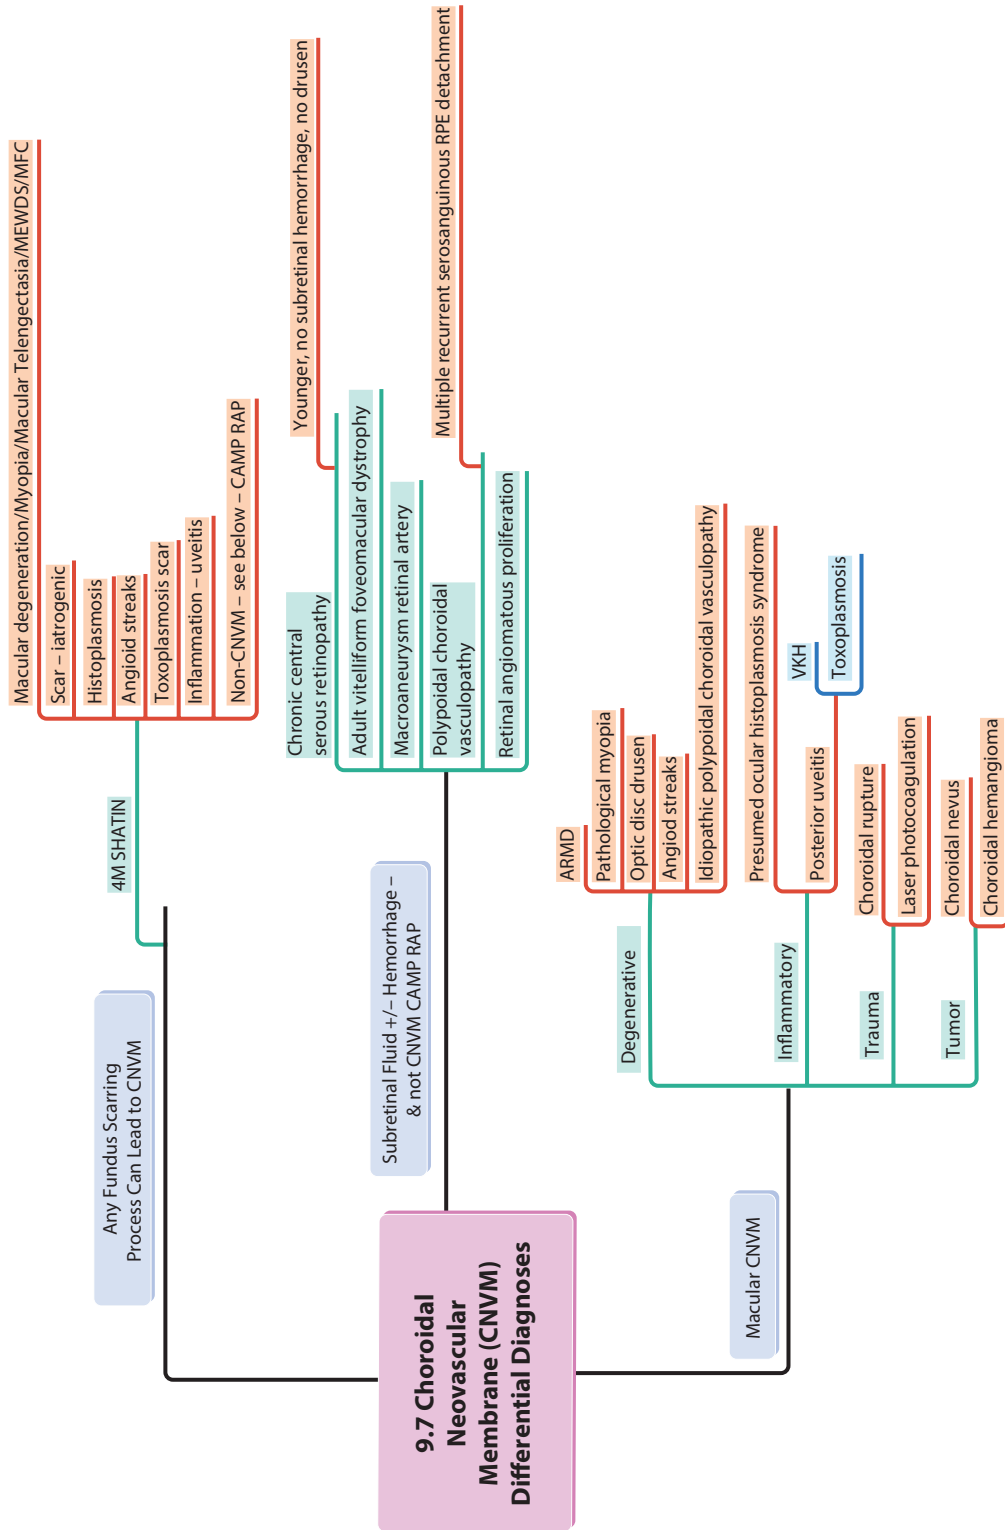 9.7 Choroidal
Neovascular
Membrane (CNVM)
Differential Diagnoses
Any Fundus Scarring
Process Can Lead to CNVM
4M SHATIN
Macular degeneration/Myopia/Macular Telengectasia/MEWDS/MFC
Scar – iatrogenic
Histoplasmosis
Angioid streaks
Toxoplasmosis scar
Inflammation – uveitis
Non-CNVM – see below – CAMP RAP
Subretinal Fluid +/– Hemorrhage –
& not CNVM CAMP RAP
Chronic central
serous retinopathy
Younger, no subretinal hemorrhage, no drusen
Adult vitelliform foveomacular dystrophy
Macroaneurysm retinal artery
Polypoidal choroidal
vasculopathy
Multiple recurrent serosanguinous RPE detachment
Retinal angiomatous proliferation
Macular CNVM
Degenerative
ARMD
Pathological myopia
Optic disc drusen
Angiod streaks
Idiopathic polypoidal choroidal vasculopathy
Inflammatory
Presumed ocular histoplasmosis syndrome
Posterior uveitis
VKH
Toxoplasmosis
Trauma
Choroidal rupture
Laser photocoagulation
Tumor
Choroidal nevus
Choroidal hemangioma